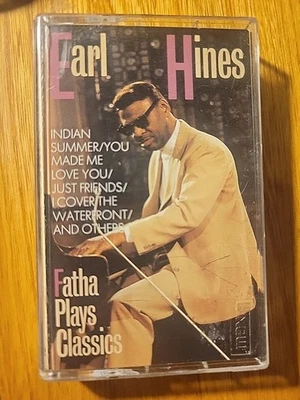 Earl Hines
INDIAN
SUMMER/YOU
MADE ME
LOVE YOU/
JUST FRIENDS/
I COVER THE
WATERFRONT/
AND OTHERS
Fatha
Plays
Classics